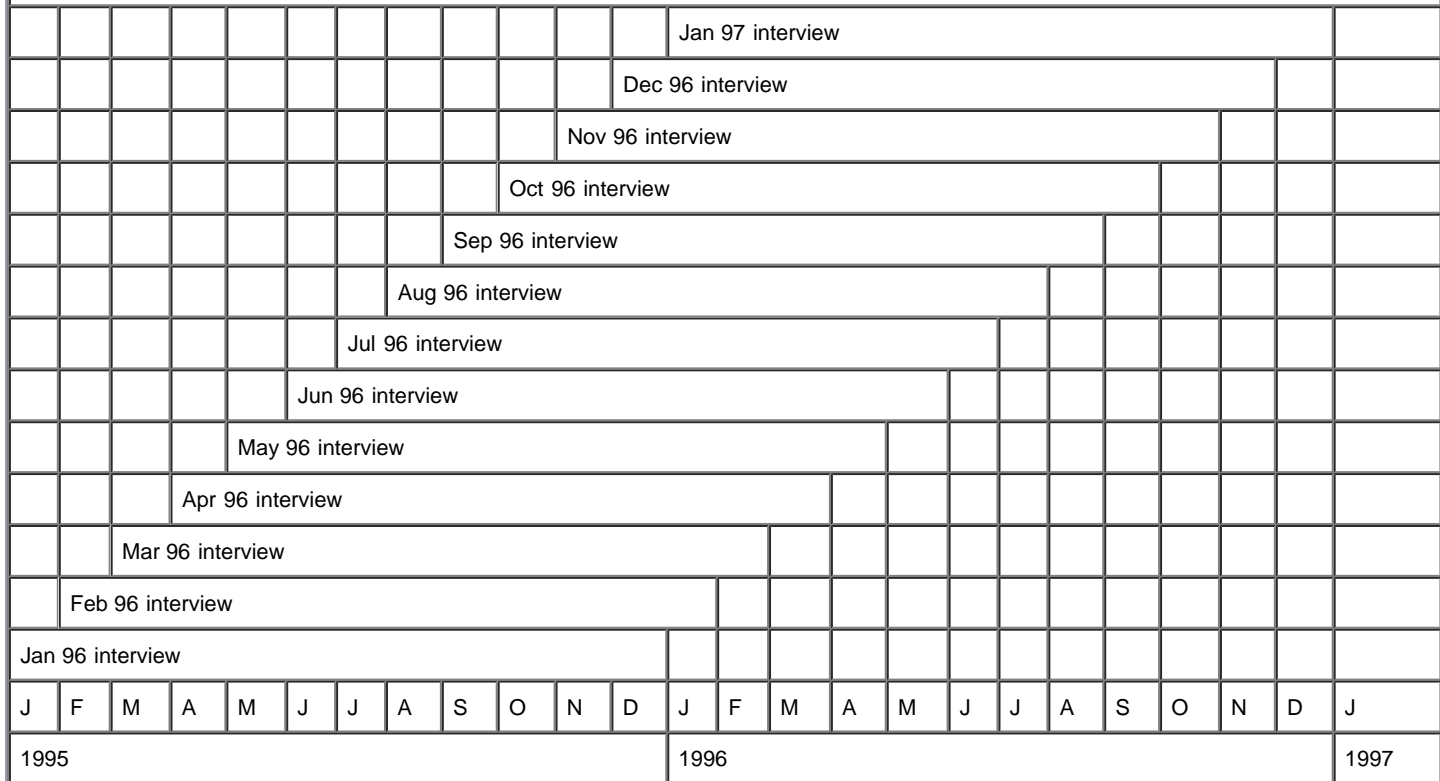 Jan 97 interview
Dec 96 interview
Nov 96 interview
Oct 96 interview
Sep 96 interview
Aug 96 interview
Jul 96 interview
Jun 96 interview
May 96 interview
Apr 96 interview
Mar 96 interview
Feb 96 interview
Jan 96 interview
J F M A M J J A S O N D J F M A M J J A S O N D J
1995 1996 1997